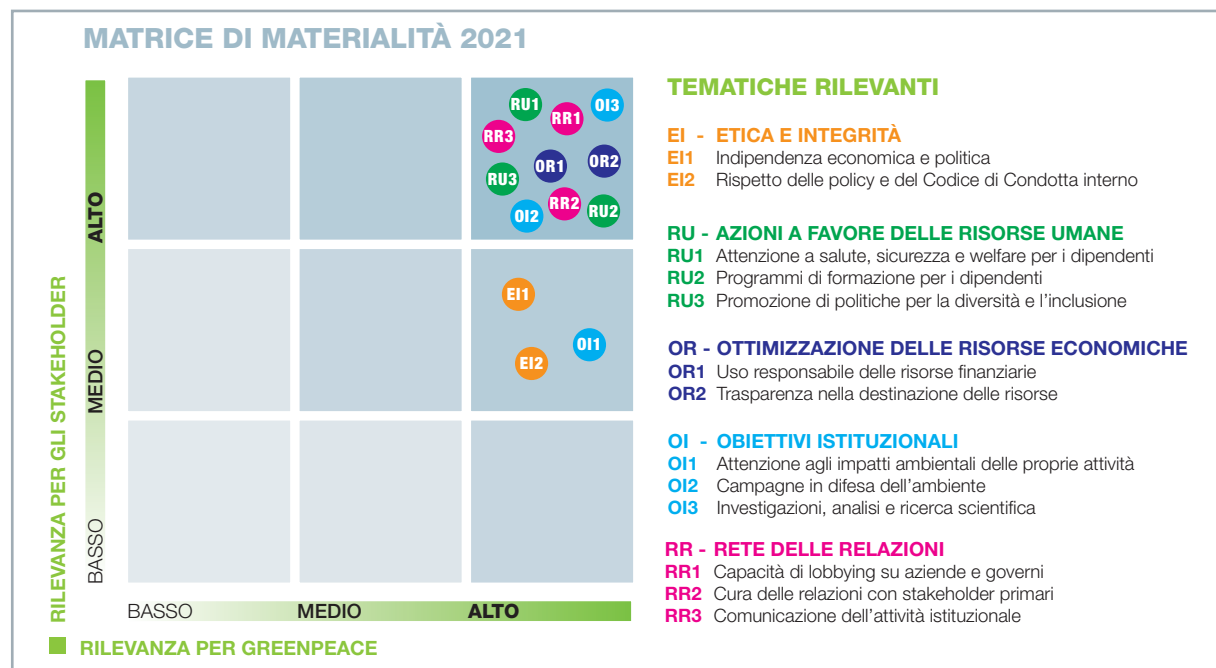 MATRICE DI MATERIALITÀ 2021
RILEVANZA PER GLI STAKEHOLDER
ALTO
MEDIO
BASSO
RU1
RR1
OI3
RR3
OR1
OR2
RU3
RR2
OI2
RU2
EI1
OI1
EI2
BASSO MEDIO ALTO
RILEVANZA PER GREENPEACE
TEMATICHE RILEVANTI
EI - ETICA E INTEGRITÀ
EI1 Indipendenza economica e politica
EI2 Rispetto delle policy e del Codice di Condotta interno
RU - AZIONI A FAVORE DELLE RISORSE UMANE
RU1 Attenzione a salute, sicurezza e welfare per i dipendenti
RU2 Programmi di formazione per i dipendenti
RU3 Promozione di politiche per la diversità e l’inclusione
OR - OTTIMIZZAZIONE DELLE RISORSE ECONOMICHE
OR1 Uso responsabile delle risorse finanziarie
OR2 Trasparenza nella destinazione delle risorse
OI - OBIETTIVI ISTITUZIONALI
OI1 Attenzione agli impatti ambientali delle proprie attività
OI2 Campagne in difesa dell’ambiente
OI3 Investigazioni, analisi e ricerca scientifica
RR - RETE DELLE RELAZIONI
RR1 Capacità di lobbying su aziende e governi
RR2 Cura delle relazioni con stakeholder primari
RR3 Comunicazione dell’attività istituzionale